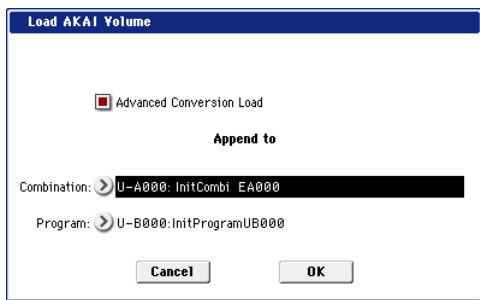 Load AKAI Volume
Advanced Conversion Load
Append to
Combination: U-A000: InitCombi EA000
Program: U-B000:InitProgramUB000
Cancel OK